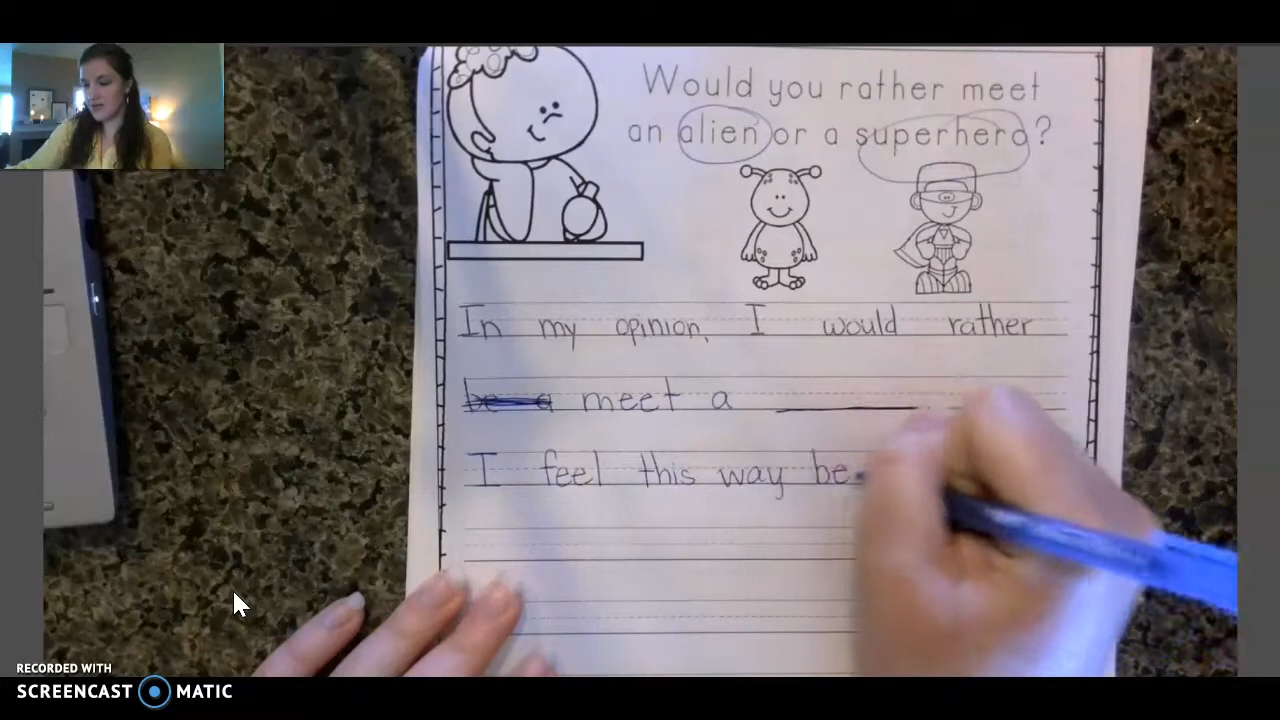 Would you rather meet
an alien or a superhero?
In my opinion, I would rather
be a meet a
I feel this way be
RECORDED WITH
SCREENCAST MATIC